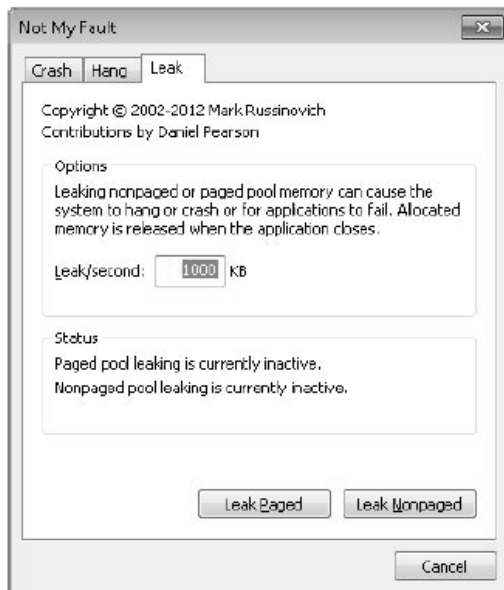 Not My Fault
Crash Hang Leak
Copyright © 2002-2012 Mark Russinovich
Contributions by Daniel Pearson
Options
Leaking nonpaged or paged pool memory can cause the
system to hang or crash or for applications to fail. Allocated
memory is released when the application closes.
Leak/second: 1000 KB
Status
Paged pool leaking is currently inactive.
Nonpaged pool leaking is currently inactive.
Leak Paged Leak Nonpaged
Cancel